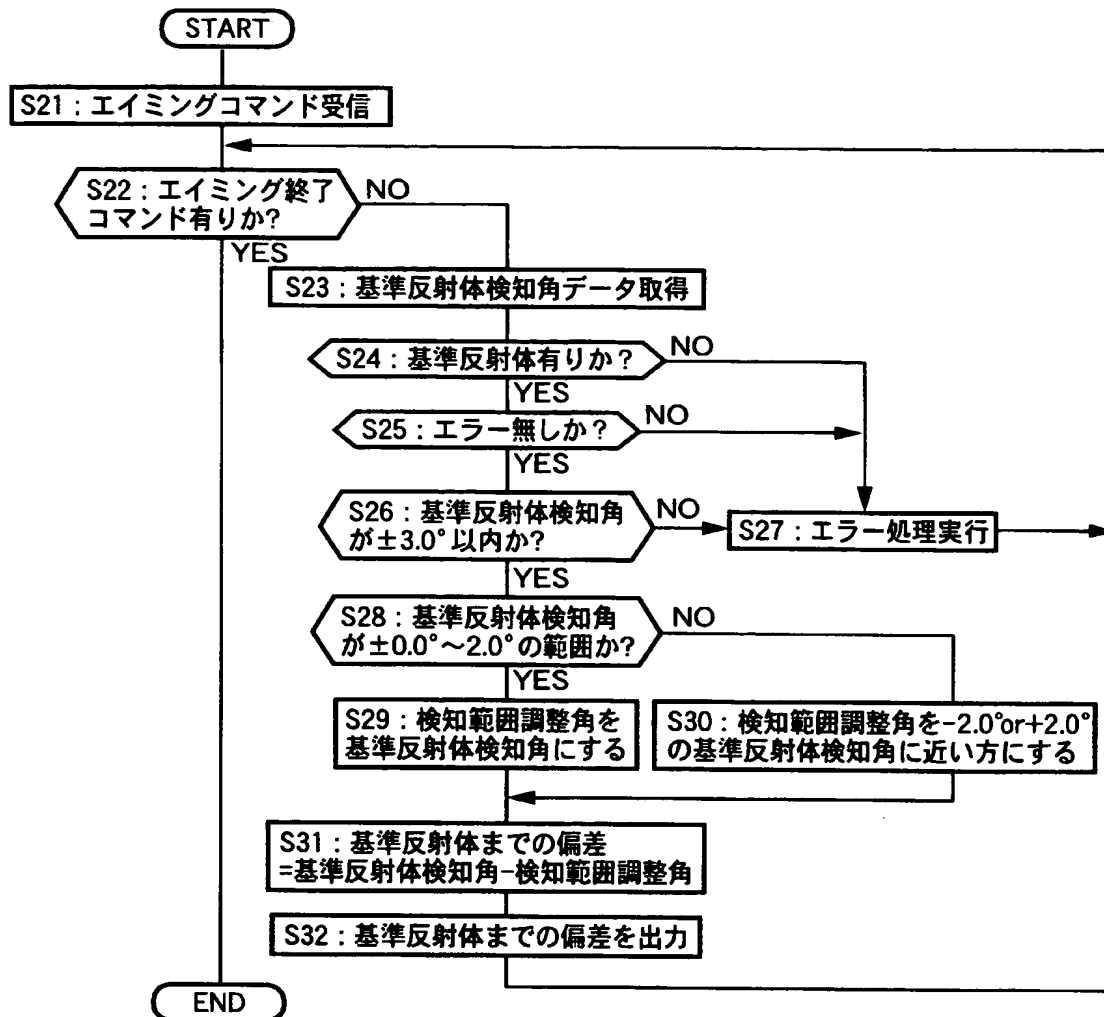 START
S21：エイミングコマンド受信
S22：エイミング終了
コマンド有りか?
NO
YES
S23：基準反射体検知角データ取得
S24：基準反射体有りか？
NO
YES
S25：エラー無しか？
NO
YES
S26：基準反射体検知角
が±3.0°以内か?
NO
S27：エラー処理実行
YES
S28：基準反射体検知角
が±0.0°～2.0°の範囲か?
NO
YES
S29：検知範囲調整角を
基準反射体検知角にする
S30：検知範囲調整角を-2.0°or+2.0°
の基準反射体検知角に近い方にする
S31：基準反射体までの偏差
=基準反射体検知角-検知範囲調整角
S32：基準反射体までの偏差を出力
END